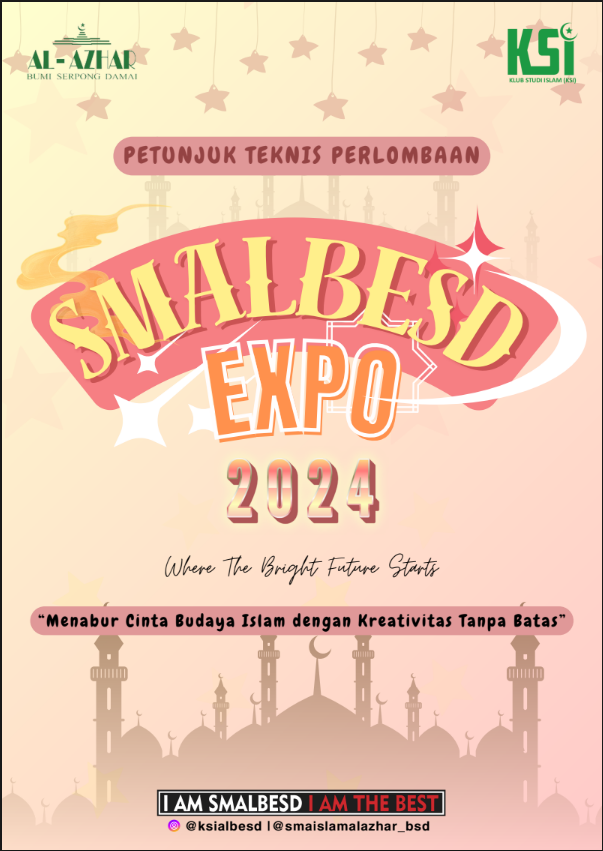 AL-AZHAR
BUMI SERPONG DAMAI
KSi
KLUB STUDI ISLAM (KSI)
PETUNJUK TEKNIS PERLOMBAAN
SMALBESD
EXPO
2024
Where The Bright Future Starts
“Menabur Cinta Budaya Islam dengan Kreativitas Tanpa Batas”
I AM SMALBESD I AM THE BEST
@ksialbesd | @smaislamalazhar_bsd